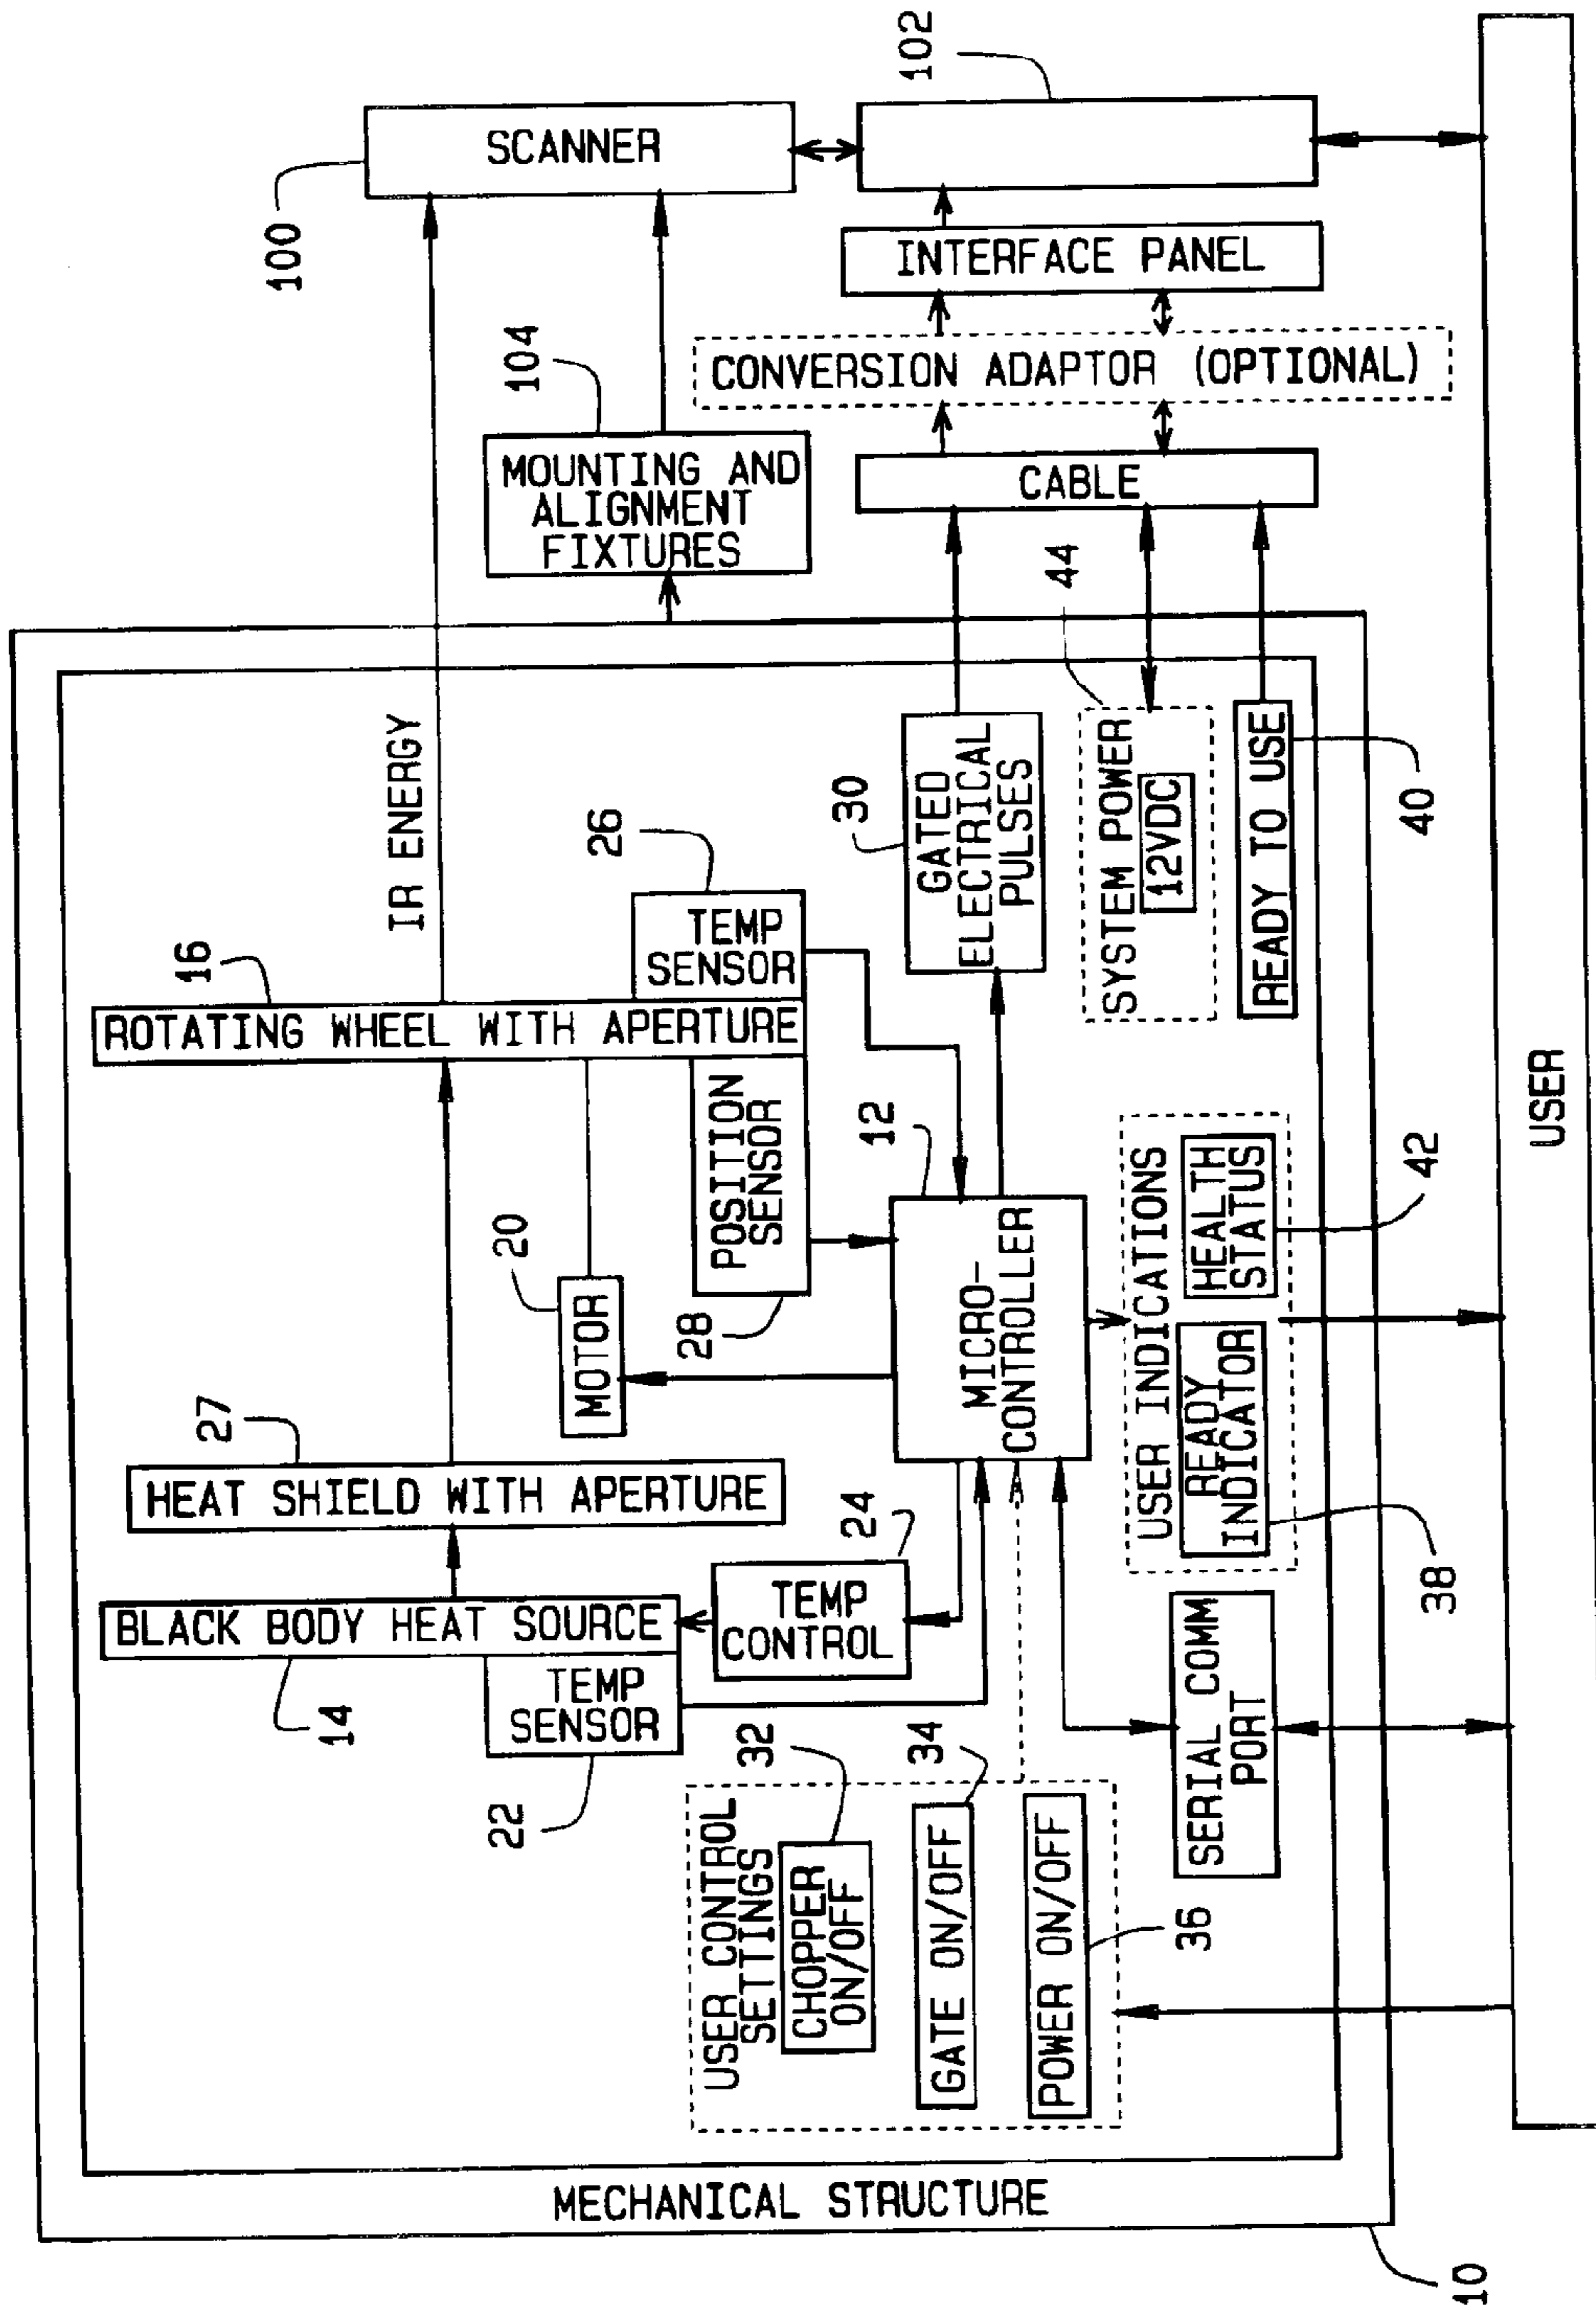 MECHANICAL STRUCTURE
10
BLACK BODY HEAT SOURCE
14
TEMP
SENSOR
22
TEMP
CONTROL
24
HEAT SHIELD WITH APERTURE
27
MOTOR
20
ROTATING WHEEL WITH APERTURE
16
POSITION
SENSOR
28
TEMP
SENSOR
26
IR ENERGY
USER CONTROL
SETTINGS
CHOPPER
ON/OFF
32
GATE ON/OFF
34
POWER ON/OFF
36
MICRO-
CONTROLLER
12
SERIAL COMM
PORT
USER INDICATIONS
READY
INDICATOR
38
HEALTH
STATUS
42
GATED
ELECTRICAL
PULSES
30
SYSTEM POWER
12VDC
44
READY TO USE
40
MOUNTING AND
ALIGNMENT
FIXTURES
104
CABLE
CONVERSION ADAPTOR (OPTIONAL)
INTERFACE PANEL
SCANNER
100
102
USER